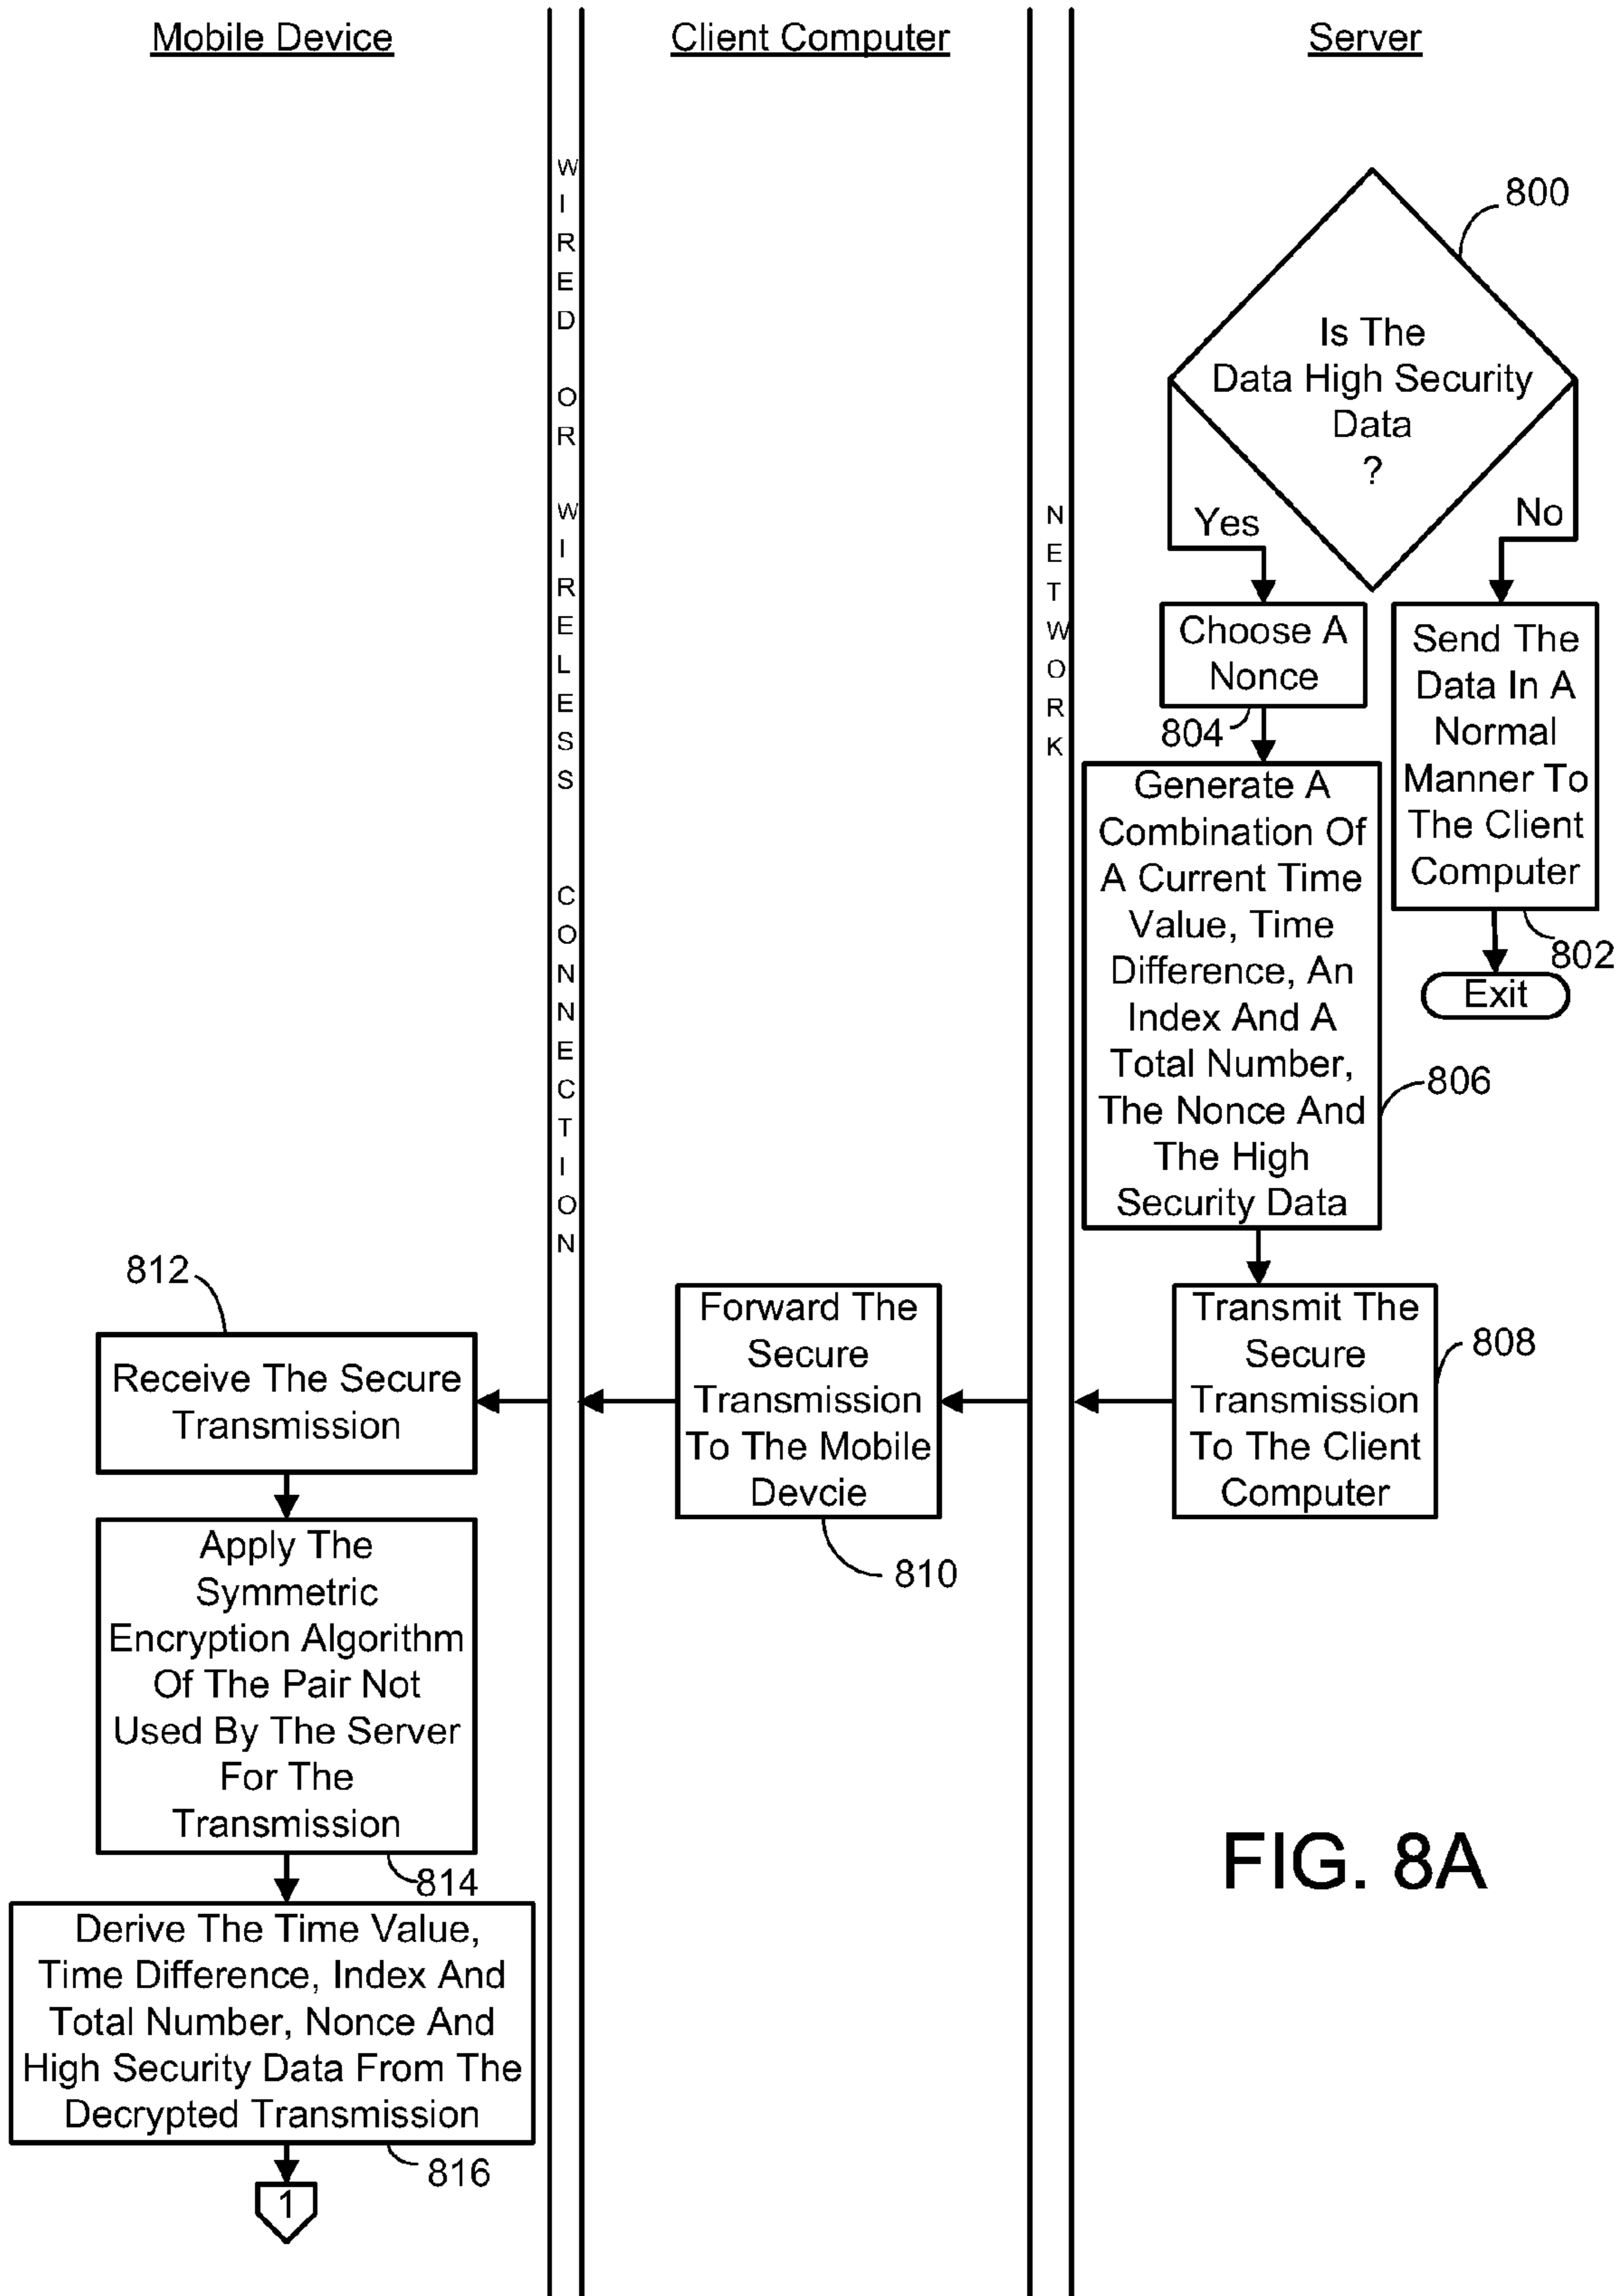 Mobile Device
Client Computer
Server
WIRED OR WIRELESS CONNECTION
NETWORK
800
Is The
Data High Security
Data
?
Yes
No
Choose A
Nonce
804
Send The
Data In A
Normal
Manner To
The Client
Computer
802
Exit
Generate A
Combination Of
A Current Time
Value, Time
Difference, An
Index And A
Total Number,
The Nonce And
The High
Security Data
806
Transmit The
Secure
Transmission
To The Client
Computer
808
Forward The
Secure
Transmission
To The Mobile
Devcie
810
812
Receive The Secure
Transmission
Apply The
Symmetric
Encryption Algorithm
Of The Pair Not
Used By The Server
For The
Transmission
814
Derive The Time Value,
Time Difference, Index And
Total Number, Nonce And
High Security Data From The
Decrypted Transmission
816
1
FIG. 8A